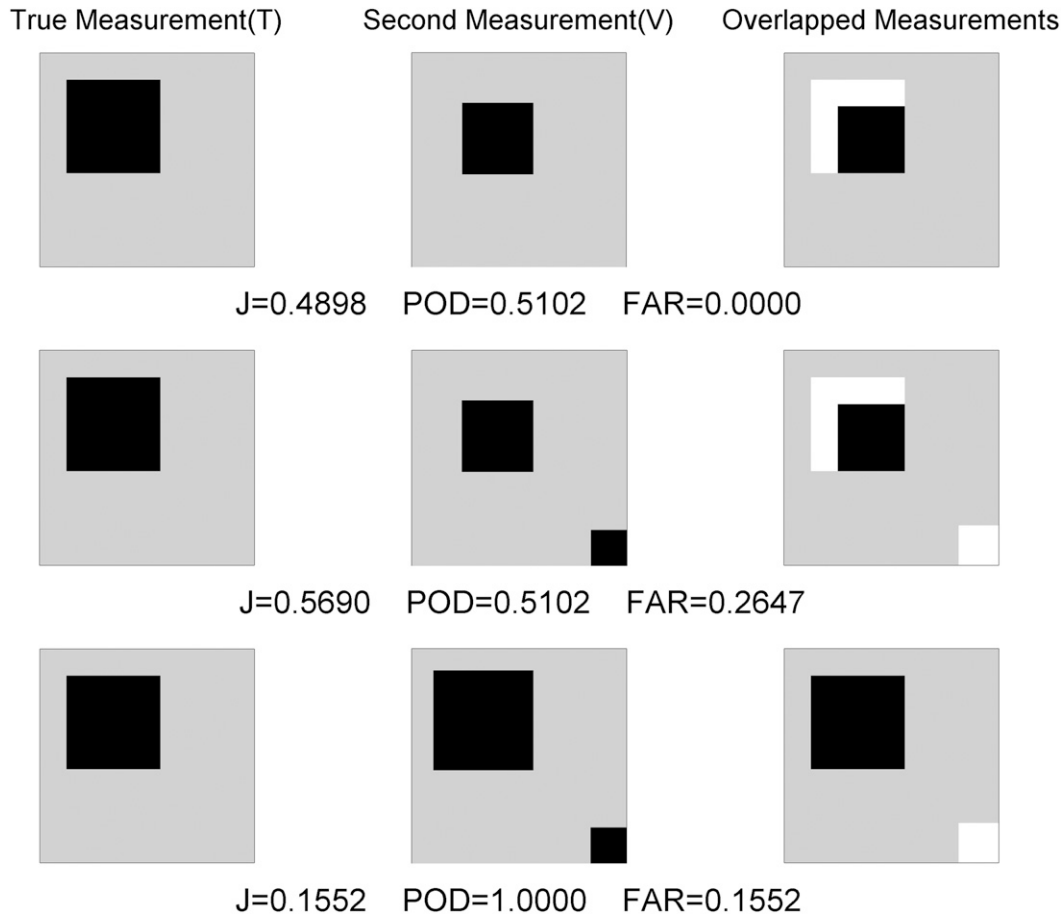 True Measurement(T) Second Measurement(V) Overlapped Measurements
J=0.4898 POD=0.5102 FAR=0.0000
J=0.5690 POD=0.5102 FAR=0.2647
J=0.1552 POD=1.0000 FAR=0.1552